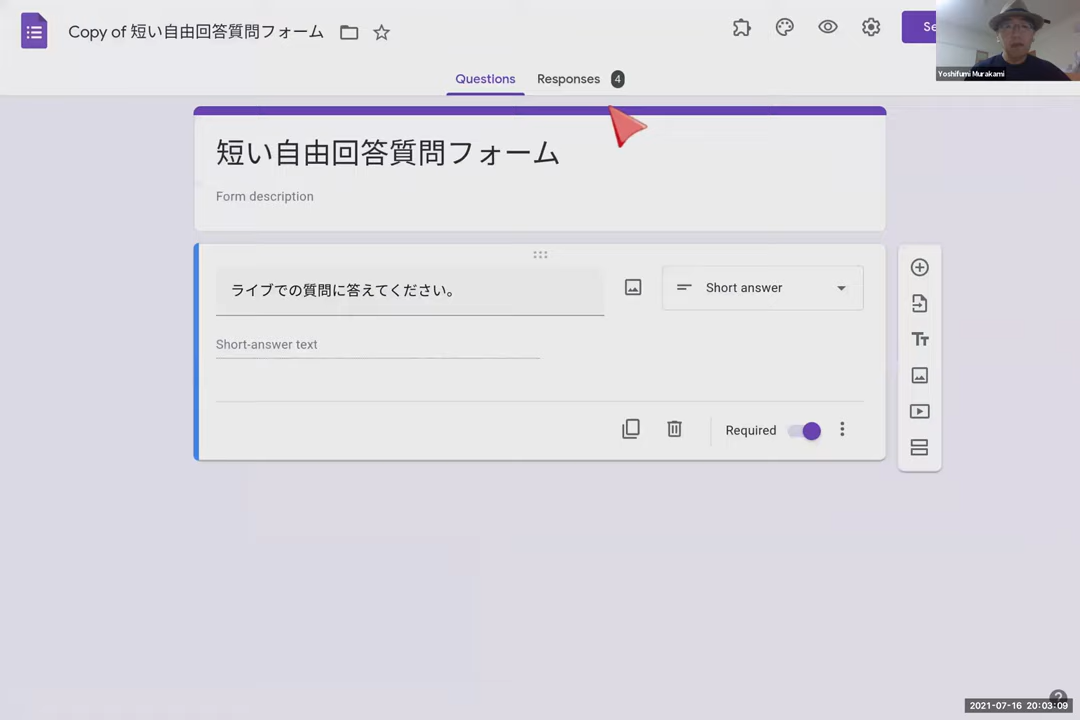 Copy of 短い自由回答質問フォーム
Yoshifumi Murakami
Questions
Responses
4
短い自由回答質問フォーム
Form description
ライブでの質問に答えてください。
Short answer
Short-answer text
Required
2021-07-16 20:03:09